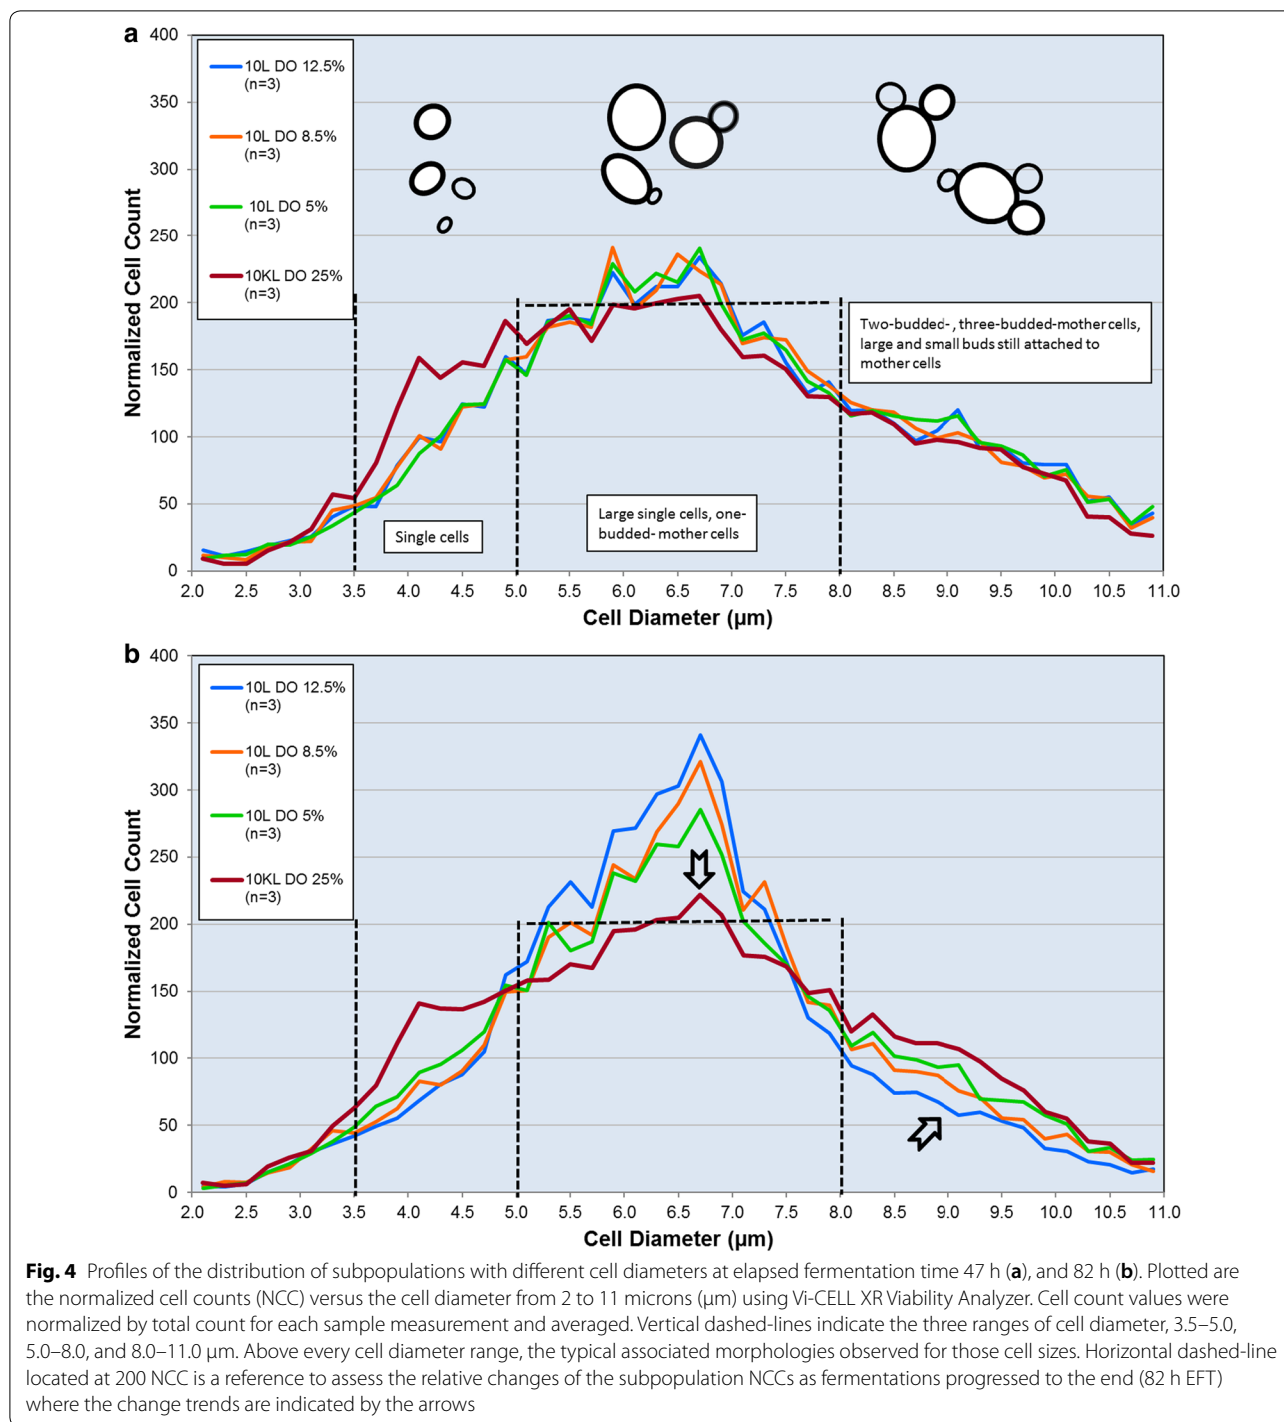 a
400
350
300
250
200
150
100
50
0
Normalized Cell Count
10L DO 12.5%
(n=3)
10L DO 8.5%
(n=3)
10L DO 5%
(n=3)
10KL DO 25%
(n=3)
Single cells
Large single cells, one-
budded- mother cells
Two-budded- , three-budded-mother cells,
large and small buds still attached to
mother cells
2.0 2.5 3.0 3.5 4.0 4.5 5.0 5.5 6.0 6.5 7.0 7.5 8.0 8.5 9.0 9.5 10.0 10.5 11.0
Cell Diameter (µm)
b
400
350
300
250
200
150
100
50
0
Normalized Cell Count
10L DO 12.5%
(n=3)
10L DO 8.5%
(n=3)
10L DO 5%
(n=3)
10KL DO 25%
(n=3)
2.0 2.5 3.0 3.5 4.0 4.5 5.0 5.5 6.0 6.5 7.0 7.5 8.0 8.5 9.0 9.5 10.0 10.5 11.0
Cell Diameter (µm)
Fig. 4 Profiles of the distribution of subpopulations with different cell diameters at elapsed fermentation time 47 h (a), and 82 h (b). Plotted are
the normalized cell counts (NCC) versus the cell diameter from 2 to 11 microns (µm) using Vi-CELL XR Viability Analyzer. Cell count values were
normalized by total count for each sample measurement and averaged. Vertical dashed-lines indicate the three ranges of cell diameter, 3.5–5.0,
5.0–8.0, and 8.0–11.0 µm. Above every cell diameter range, the typical associated morphologies observed for those cell sizes. Horizontal dashed-line
located at 200 NCC is a reference to assess the relative changes of the subpopulation NCCs as fermentations progressed to the end (82 h EFT)
where the change trends are indicated by the arrows